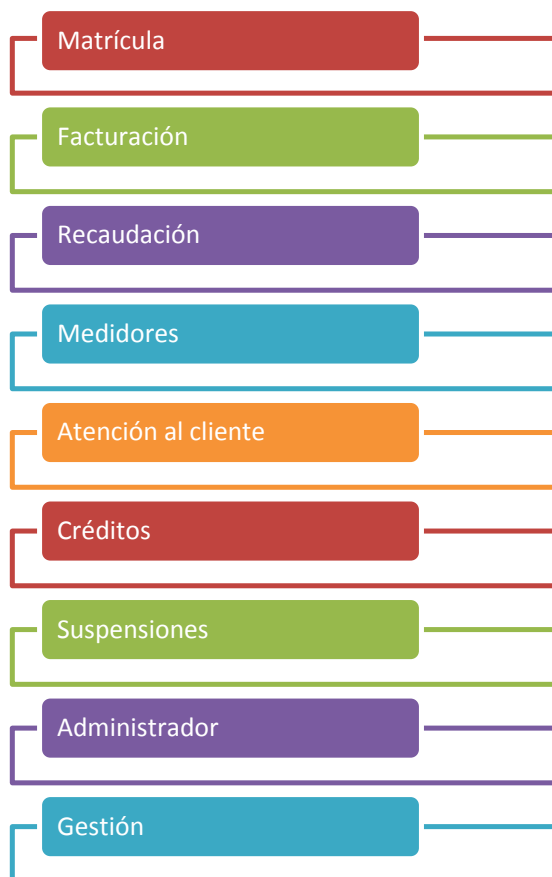 Matrícula
Facturación
Recaudación
Medidores
Atención al cliente
Créditos
Suspensiones
Administrador
Gestión